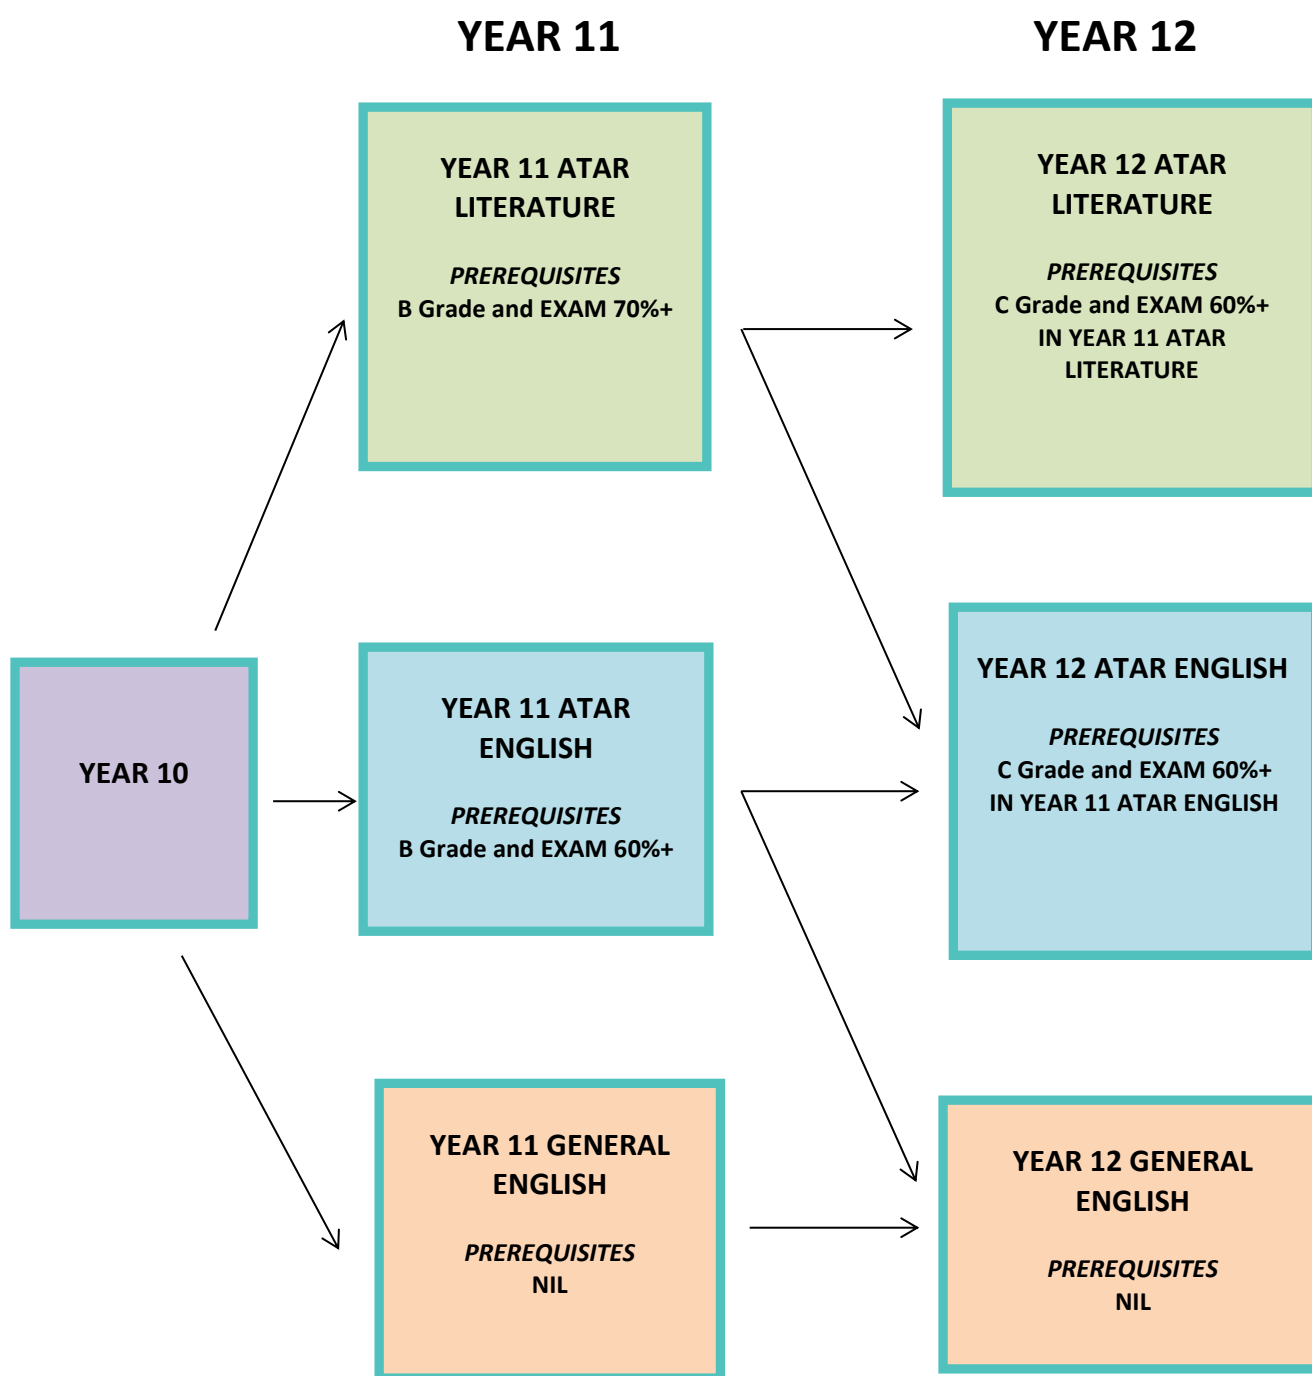 YEAR 11
YEAR 12
YEAR 11 ATAR
LITERATURE
PREREQUISITES
B Grade and EXAM 70%+
YEAR 12 ATAR
LITERATURE
PREREQUISITES
C Grade and EXAM 60%+
IN YEAR 11 ATAR
LITERATURE
YEAR 10
YEAR 11 ATAR
ENGLISH
PREREQUISITES
B Grade and EXAM 60%+
YEAR 12 ATAR ENGLISH
PREREQUISITES
C Grade and EXAM 60%+
IN YEAR 11 ATAR ENGLISH
YEAR 11 GENERAL
ENGLISH
PREREQUISITES
NIL
YEAR 12 GENERAL
ENGLISH
PREREQUISITES
NIL